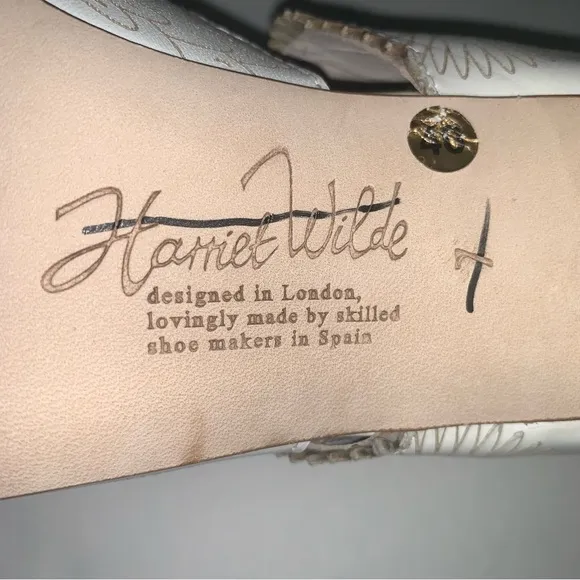 Harriet Wilde
designed in London,
lovingly made by skilled
shoe makers in Spain